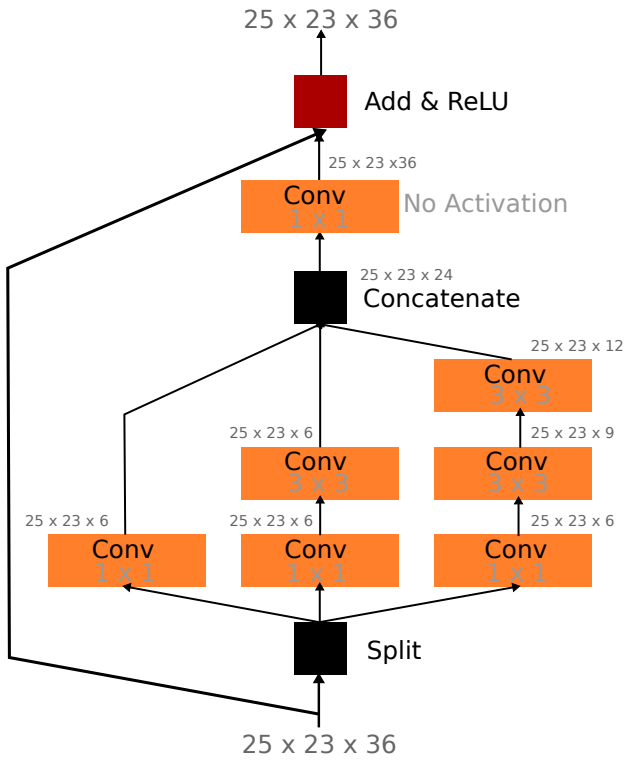 25 x 23 x 36
Add & ReLU
25 x 23 x36
Conv
1 x 1
No Activation
25 x 23 x 24
Concatenate
25 x 23 x 12
Conv
3 x 3
25 x 23 x 6
Conv
3 x 3
25 x 23 x 9
Conv
3 x 3
25 x 23 x 6
Conv
1 x 1
25 x 23 x 6
Conv
1 x 1
25 x 23 x 6
Conv
1 x 1
Split
25 x 23 x 36